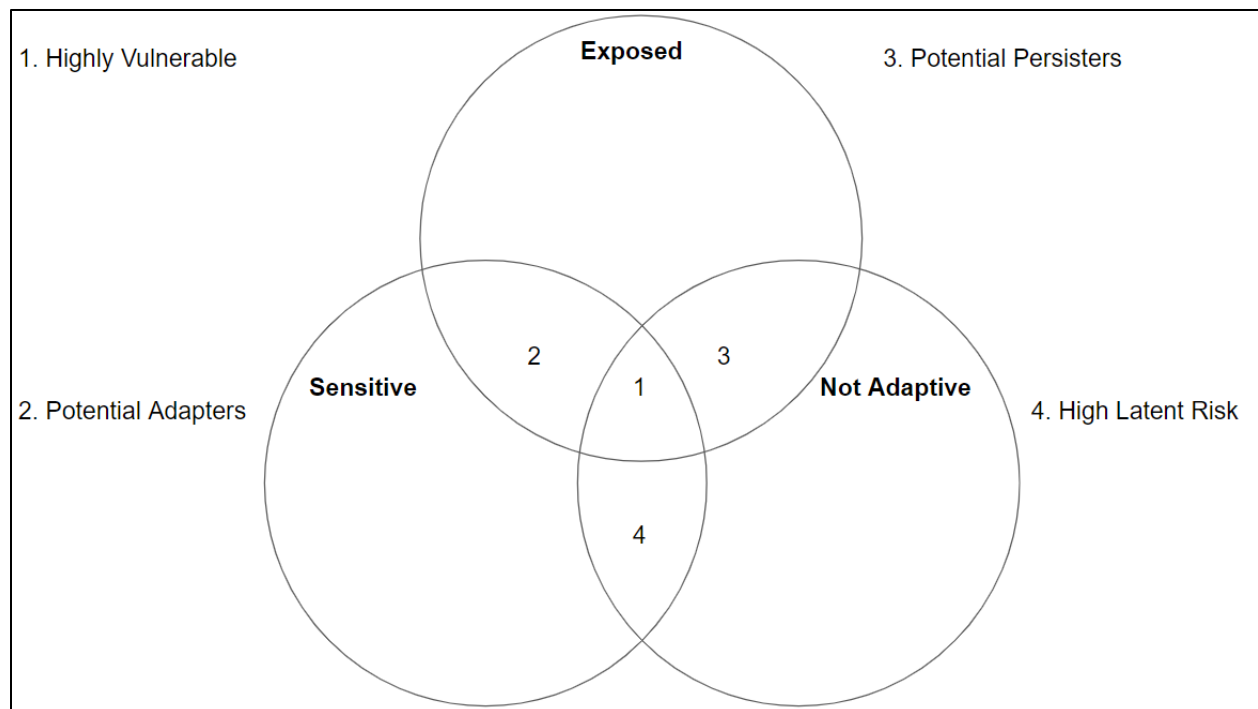 Exposed
1. Highly Vulnerable
3. Potential Persisters
2
3
1
Sensitive
Not Adaptive
2. Potential Adapters
4. High Latent Risk
4